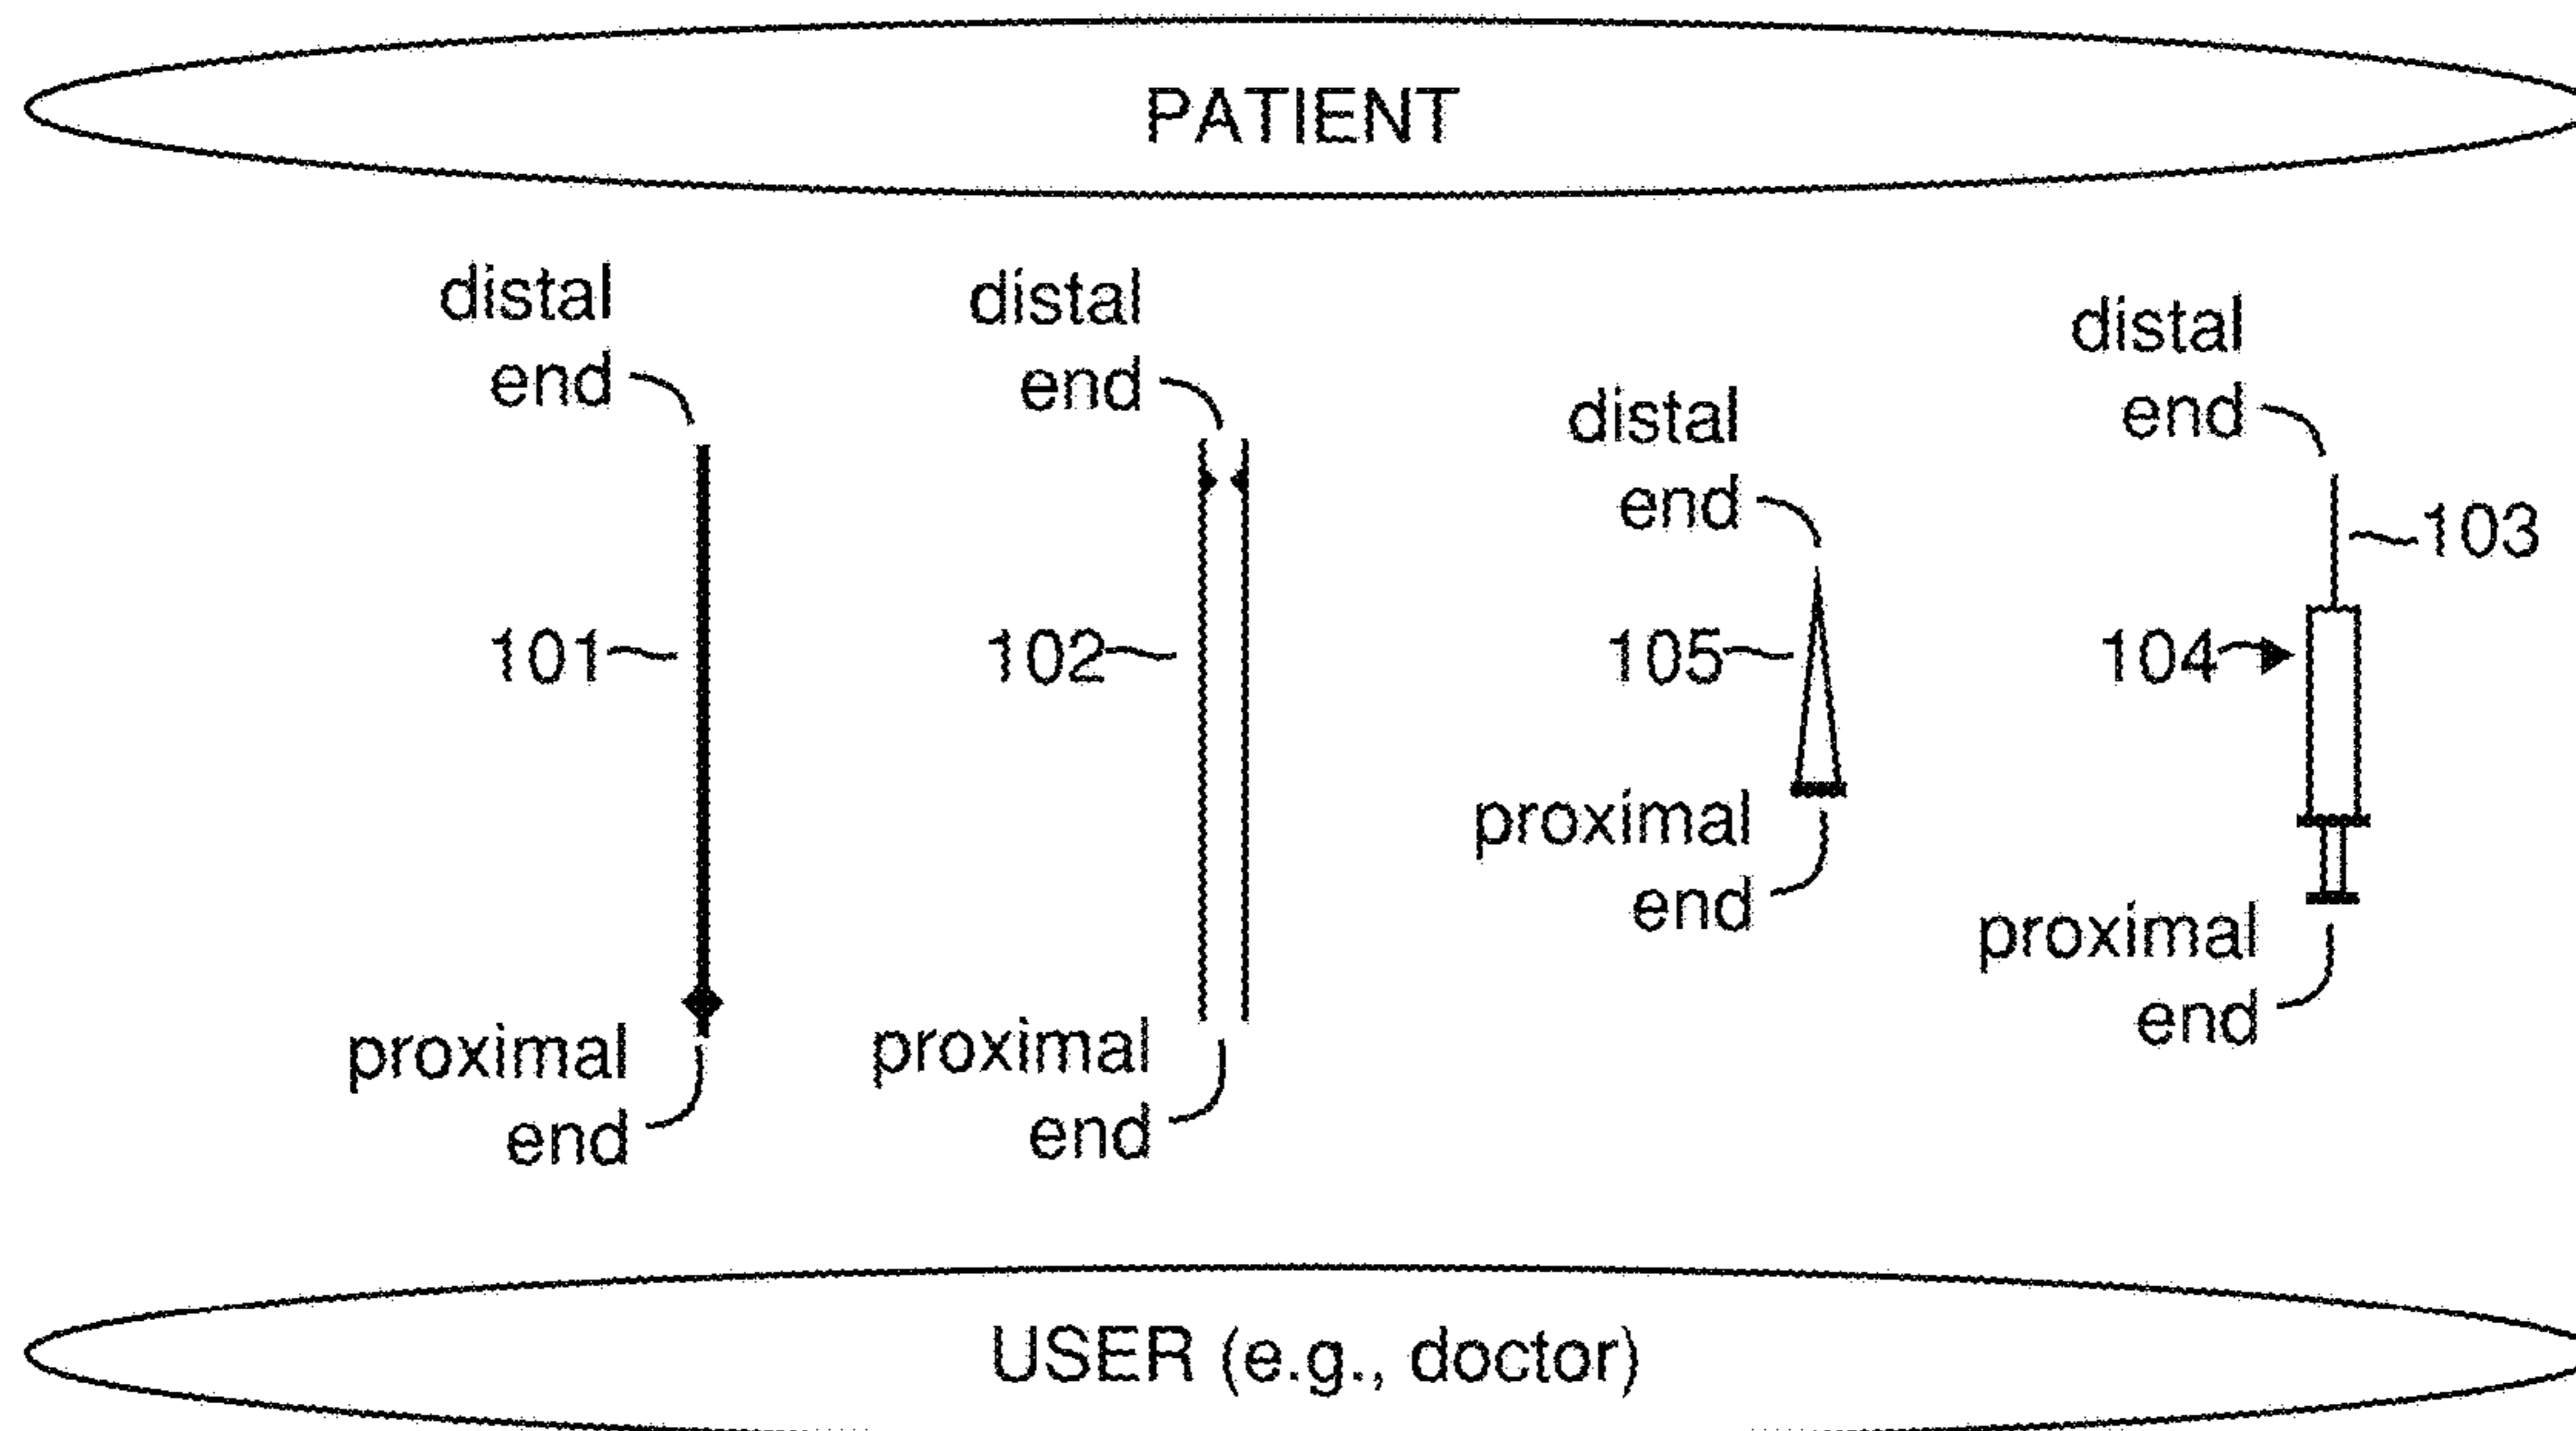 PATIENT
distal
end
101
proximal
end
distal
end
102
proximal
end
distal
end
105
proximal
end
distal
end
103
104
proximal
end
USER (e.g., doctor)